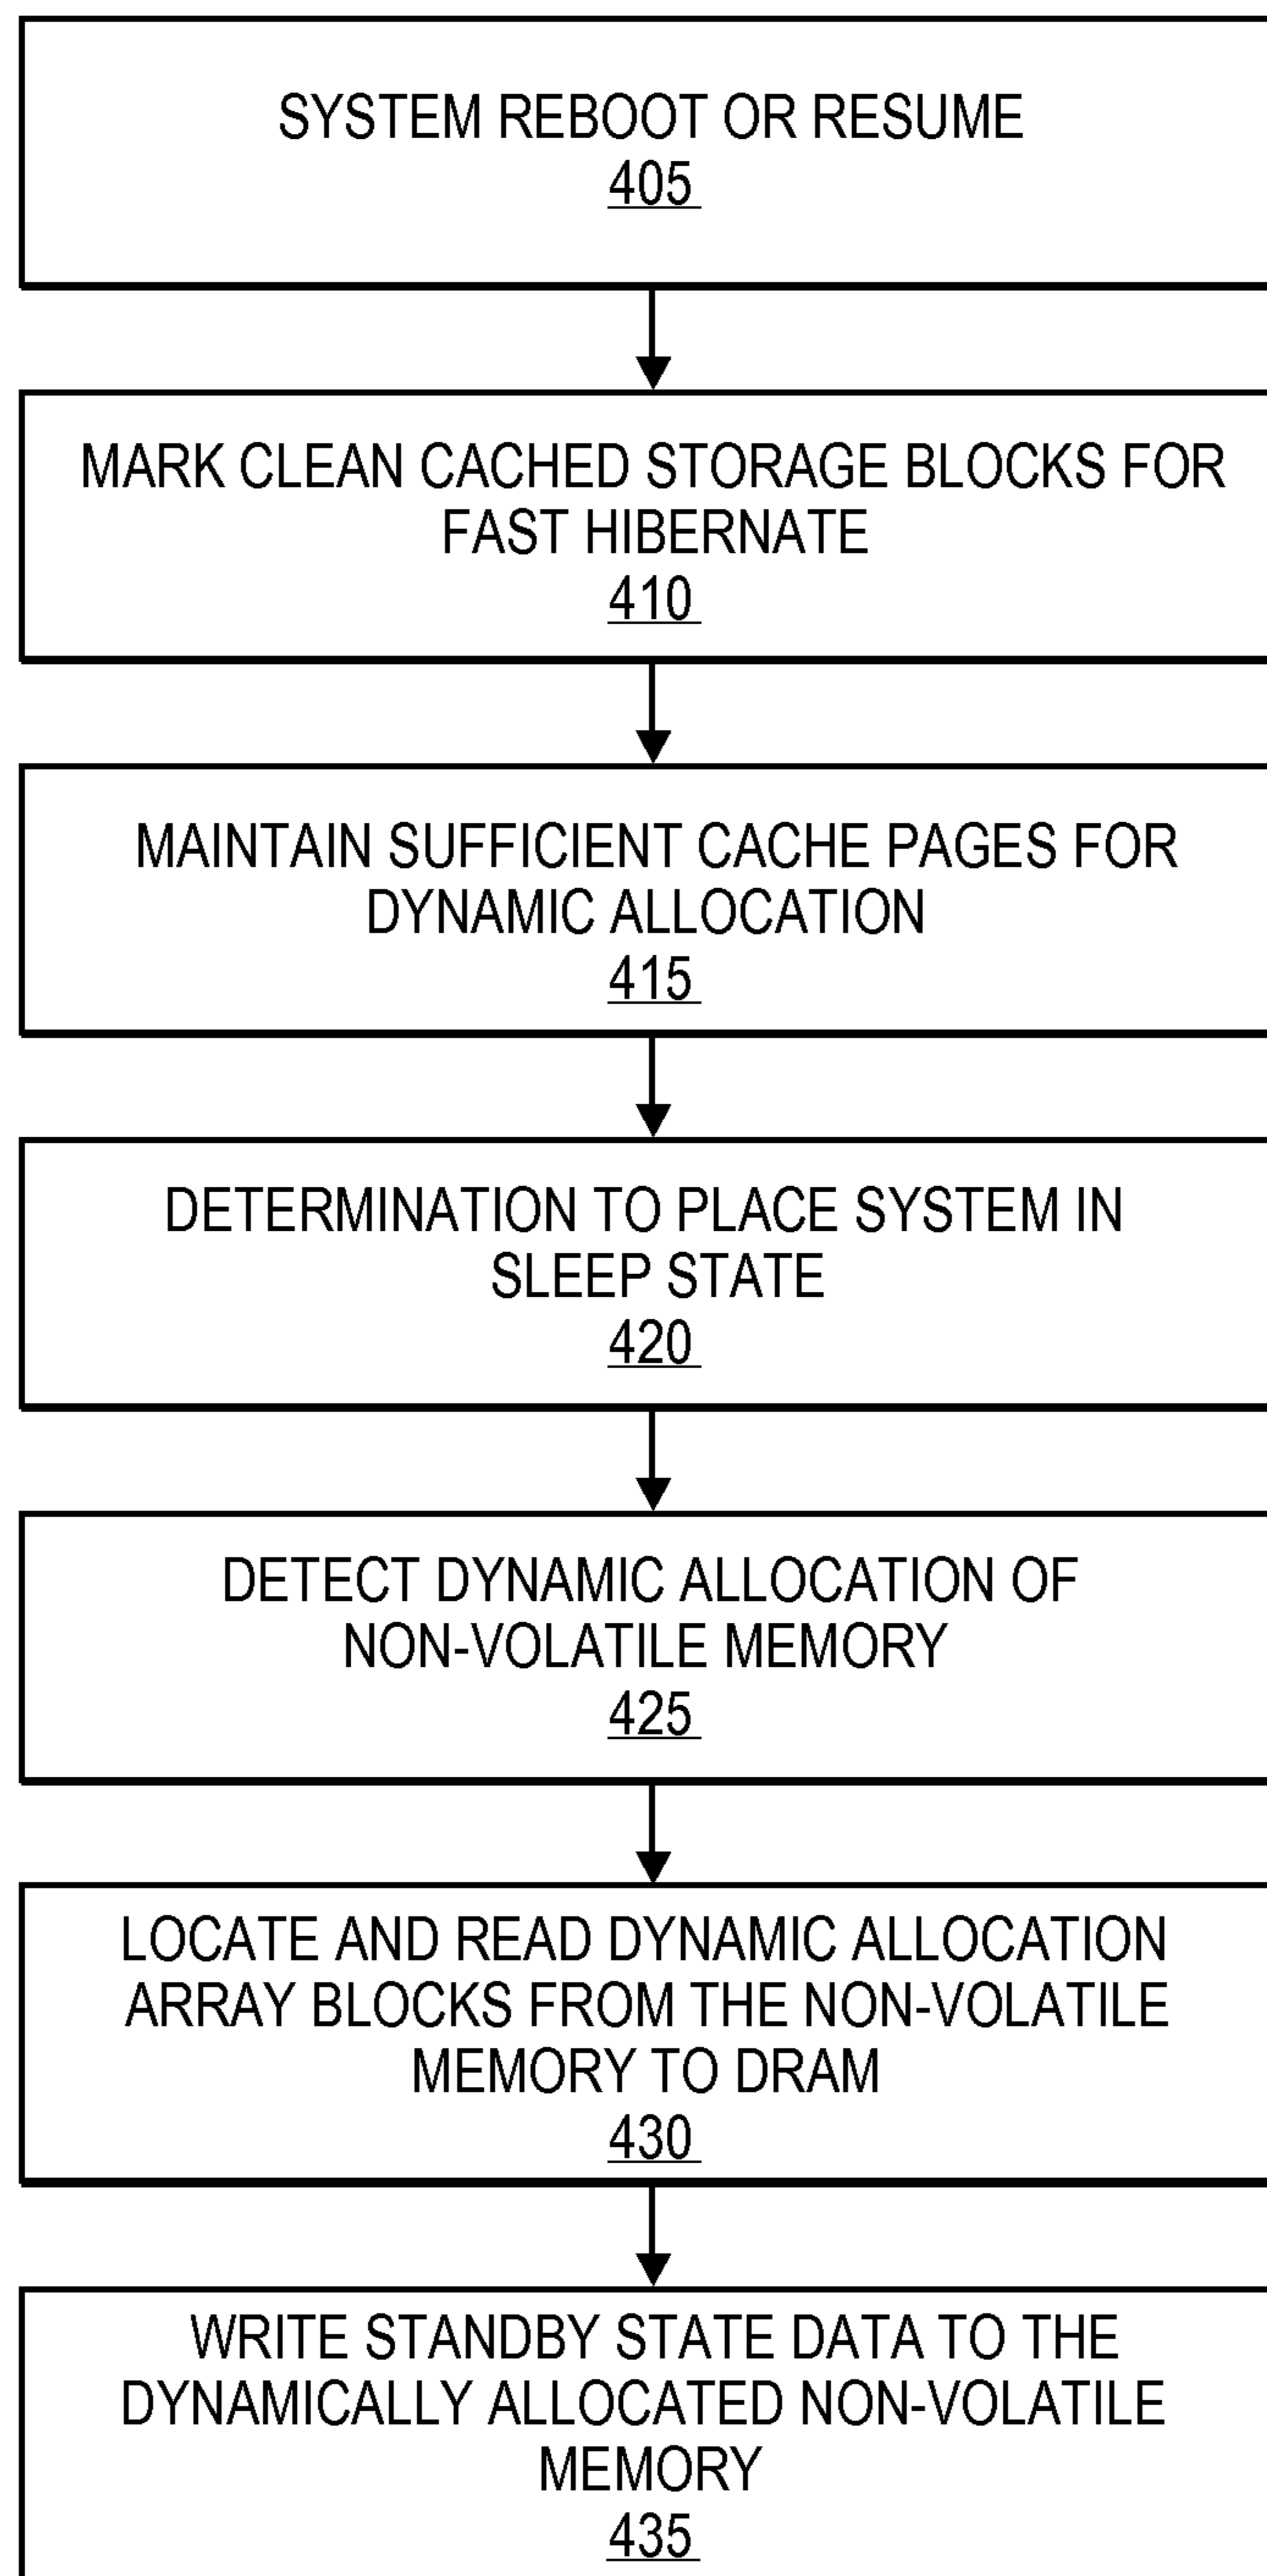 SYSTEM REBOOT OR RESUME
405
MARK CLEAN CACHED STORAGE BLOCKS FOR
FAST HIBERNATE
410
MAINTAIN SUFFICIENT CACHE PAGES FOR
DYNAMIC ALLOCATION
415
DETERMINATION TO PLACE SYSTEM IN
SLEEP STATE
420
DETECT DYNAMIC ALLOCATION OF
NON-VOLATILE MEMORY
425
LOCATE AND READ DYNAMIC ALLOCATION
ARRAY BLOCKS FROM THE NON-VOLATILE
MEMORY TO DRAM
430
WRITE STANDBY STATE DATA TO THE
DYNAMICALLY ALLOCATED NON-VOLATILE
MEMORY
435